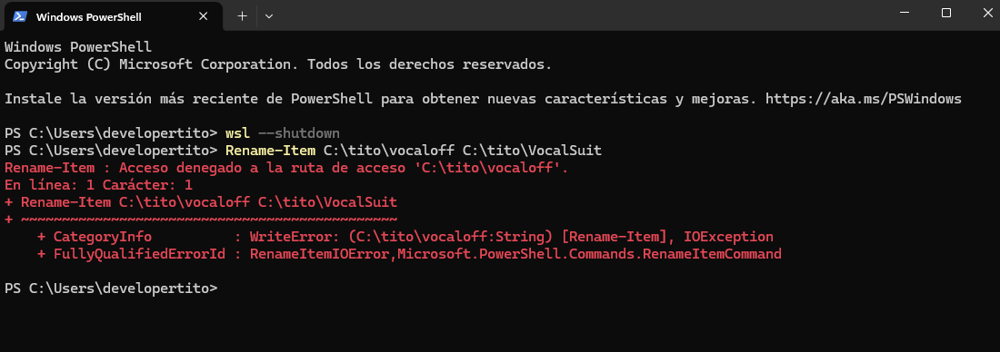 Windows PowerShell
Windows PowerShell
Copyright (C) Microsoft Corporation. Todos los derechos reservados.
Instale la versión más reciente de PowerShell para obtener nuevas características y mejoras. https://aka.ms/PSWindows
PS C:\Users\developertito> wsl --shutdown
PS C:\Users\developertito> Rename-Item C:\tito\vocaloff C:\tito\VocalSuit
Rename-Item : Acceso denegado a la ruta de acceso 'C:\tito\vocaloff'.
En línea: 1 Carácter: 1
+ Rename-Item C:\tito\vocaloff C:\tito\VocalSuit
+ ~~~~~~~~~~~~~~~~~~~~~~~~~~~~~~~~~~~~~~~~~~~~~~
    + CategoryInfo          : WriteError: (C:\tito\vocaloff:String) [Rename-Item], IOException
    + FullyQualifiedErrorId : RenameItemIOError,Microsoft.PowerShell.Commands.RenameItemCommand
PS C:\Users\developertito>